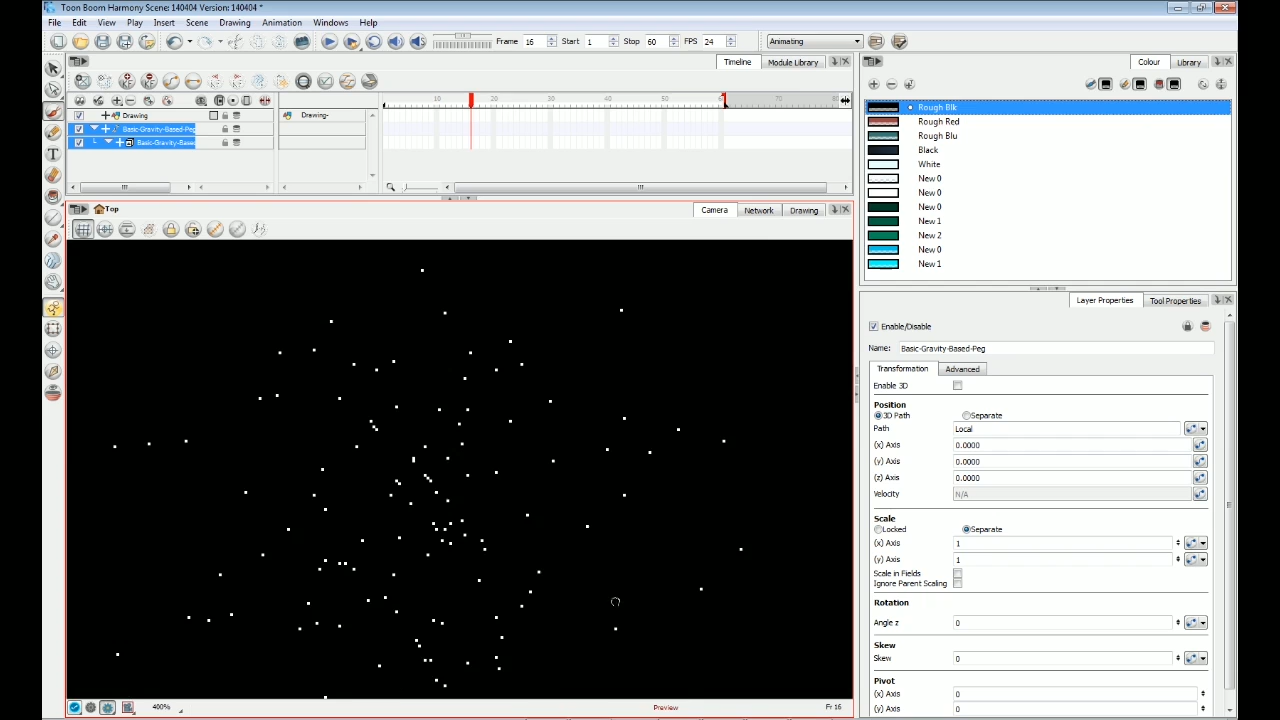 Toon Boom Harmony Scene: 140404 Version: 140404 *
File Edit View Play Insert Scene Drawing Animation Windows Help
Frame 16 Start 1 Stop 60 FPS 24 Animating
Timeline Module Library
Colour Library
10 20 30 40 50 70
Drawing Drawing-
Basic-Gravity-Based-Peg
Basic-Gravity-Based
Rough Blk
Rough Red
Rough Blu
Black
White
New 0
New 0
New 0
New 1
New 2
New 0
New 1
Top Camera Network Drawing
Layer Properties Tool Properties
Enable/Disable
Name: Basic-Gravity-Based-Peg
Transformation Advanced
Enable 3D
Position
3D Path Separate
Path Local
(x) Axis 0.0000
(y) Axis 0.0000
(z) Axis 0.0000
Velocity N/A
Scale
Locked Separate
(x) Axis 1
(y) Axis 1
Scale in Fields
Ignore Parent Scaling
Rotation
Angle z 0
Skew
Skew 0
Pivot
(x) Axis 0
(y) Axis 0
400% Preview Fr 16